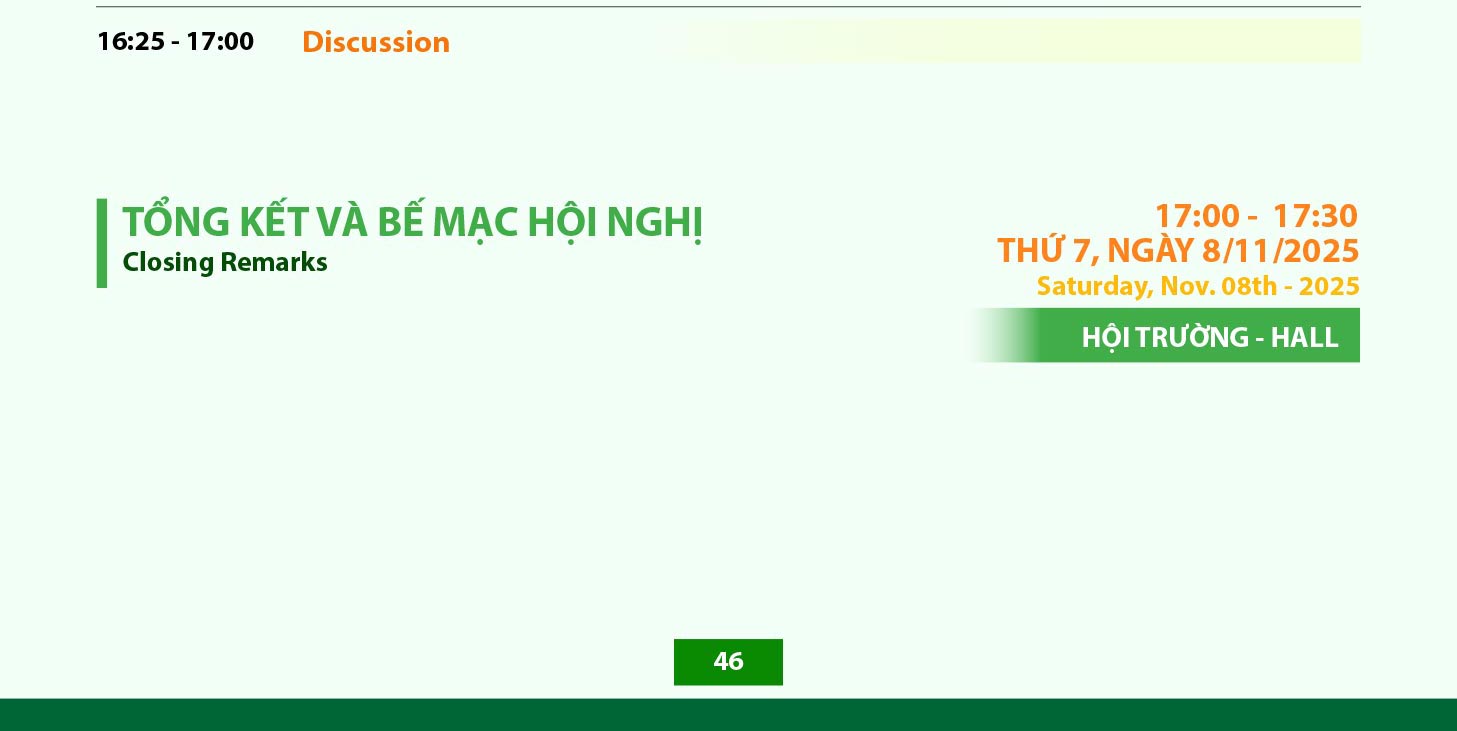 16:25 - 17:00 Discussion
TỔNG KẾT VÀ BẾ MẠC HỘI NGHỊ
Closing Remarks
17:00 - 17:30
THỨ 7, NGÀY 8/11/2025
Saturday, Nov. 08th - 2025
HỘI TRƯỜNG - HALL
46